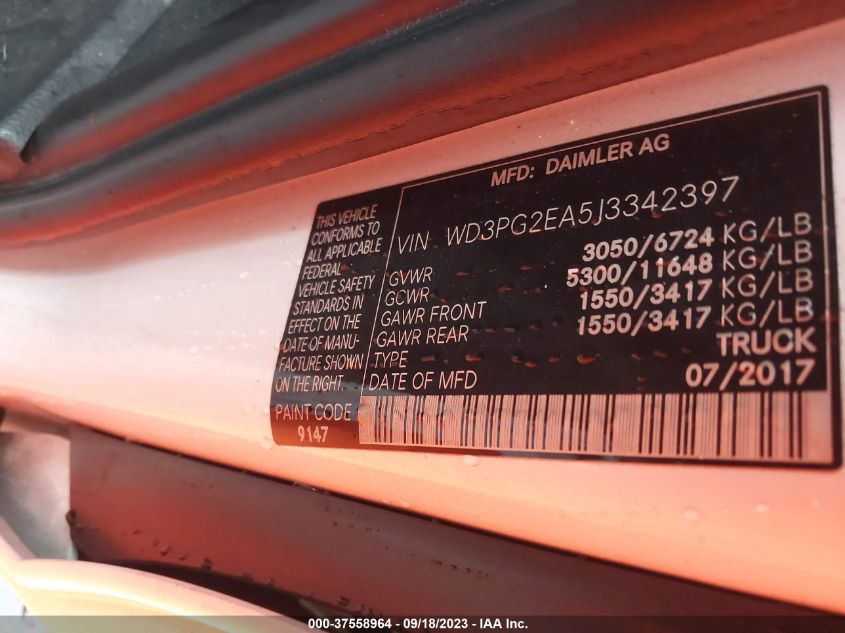 MFD: DAIMLER AG
THIS VEHICLE
CONFORMS TO
ALL APPLICABLE
FEDERAL
VEHICLE SAFETY
STANDARDS IN
EFFECT ON THE
DATE OF MANU-
FACTURE SHOWN
ON THE RIGHT.
VIN WD3PG2EA5J3342397
GVWR 3050/6724 KG/LB
GCWR 5300/11648 KG/LB
GAWR FRONT 1550/3417 KG/LB
GAWR REAR 1550/3417 KG/LB
TYPE TRUCK
DATE OF MFD 07/2017
PAINT CODE
9147
000-37558964 - 09/18/2023 - IAA Inc.